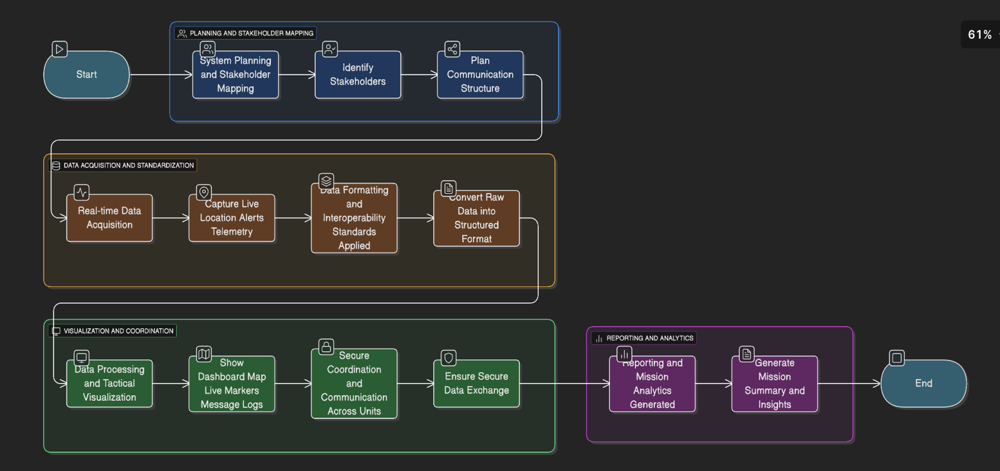 61%
PLANNING AND STAKEHOLDER MAPPING
Start
System Planning
and Stakeholder
Mapping
Identify
Stakeholders
Plan
Communication
Structure
DATA ACQUISITION AND STANDARDIZATION
Real-time Data
Acquisition
Capture Live
Location Alerts
Telemetry
Data Formatting
and
Interoperability
Standards
Applied
Convert Raw
Data into
Structured
Format
VISUALIZATION AND COORDINATION
Data Processing
and Tactical
Visualization
Show
Dashboard Map
Live Markers
Message Logs
Secure
Coordination
and
Communication
Across Units
Ensure Secure
Data Exchange
REPORTING AND ANALYTICS
Reporting and
Mission
Analytics
Generated
Generate
Mission
Summary and
Insights
End